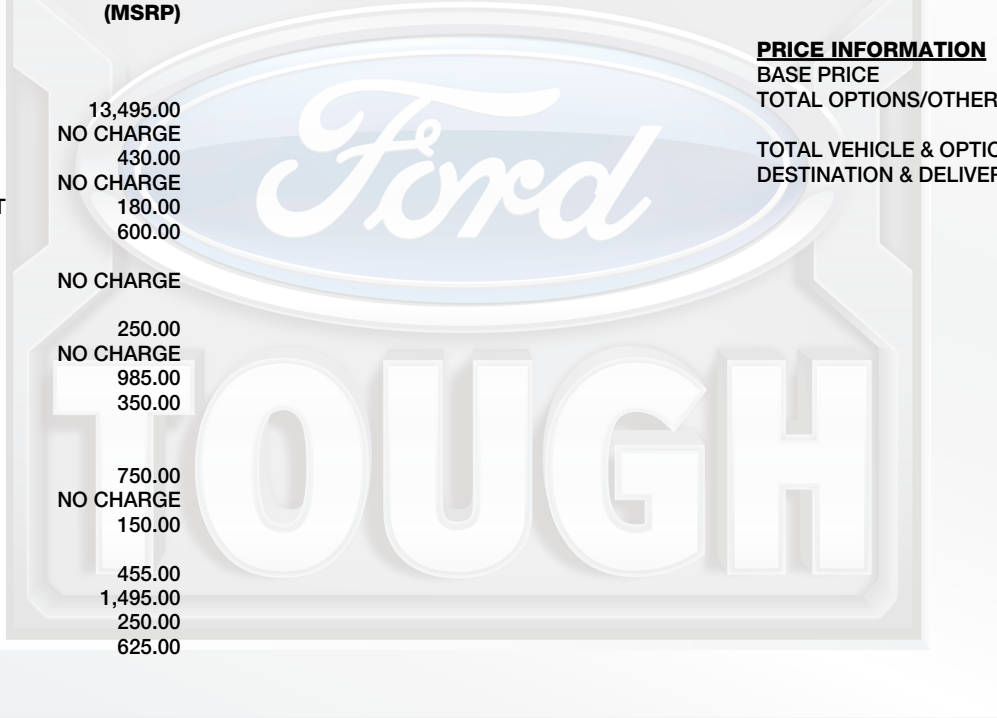 (MSRP)
13,495.00
NO CHARGE
430.00
NO CHARGE
T 180.00
600.00
NO CHARGE
250.00
NO CHARGE
985.00
350.00
750.00
NO CHARGE
150.00
455.00
1,495.00
250.00
625.00
PRICE INFORMATION
BASE PRICE
TOTAL OPTIONS/OTHER
TOTAL VEHICLE & OPTIO
DESTINATION & DELIVER
Ford
TOUGH